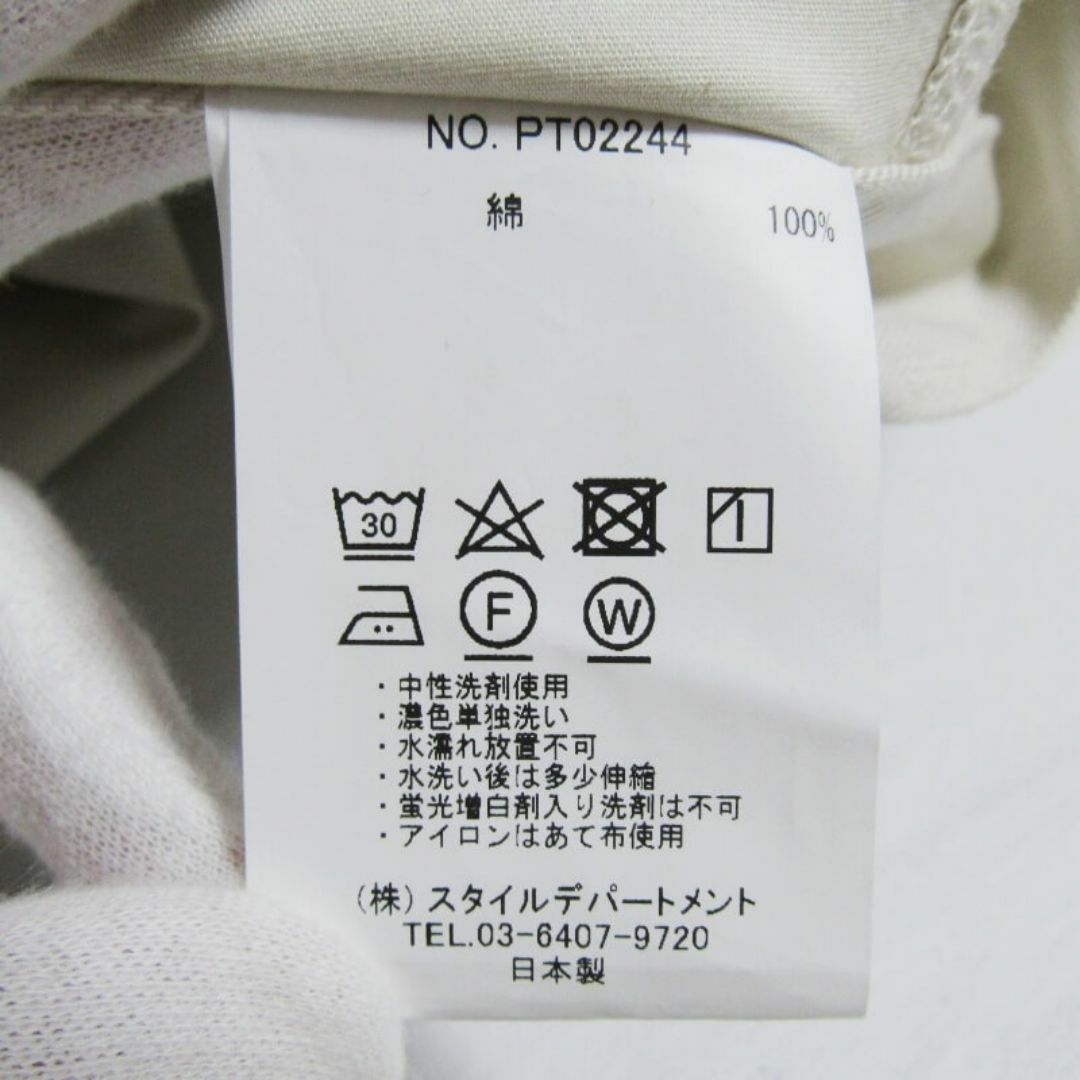 NO. PT02244
綿 100%
30
F W
・中性洗剤使用
・濃色単独洗い
・水濡れ放置不可
・水洗い後は多少伸縮
・蛍光増白剤入り洗剤は不可
・アイロンはあて布使用
(株)スタイルデパートメント
TEL.03-6407-9720
日本製